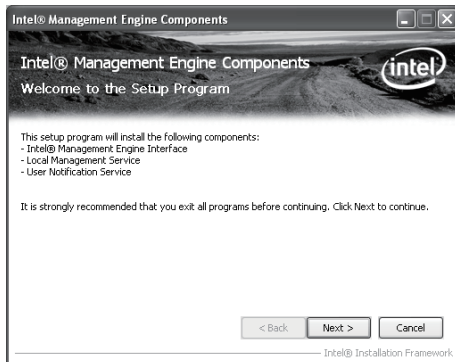 Intel® Management Engine Components
Intel® Management Engine Components
intel
Welcome to the Setup Program
This setup program will install the following components:
- Intel® Management Engine Interface
- Local Management Service
- User Notification Service
It is strongly recommended that you exit all programs before continuing. Click Next to continue.
< Back Next > Cancel
Intel® Installation Framework